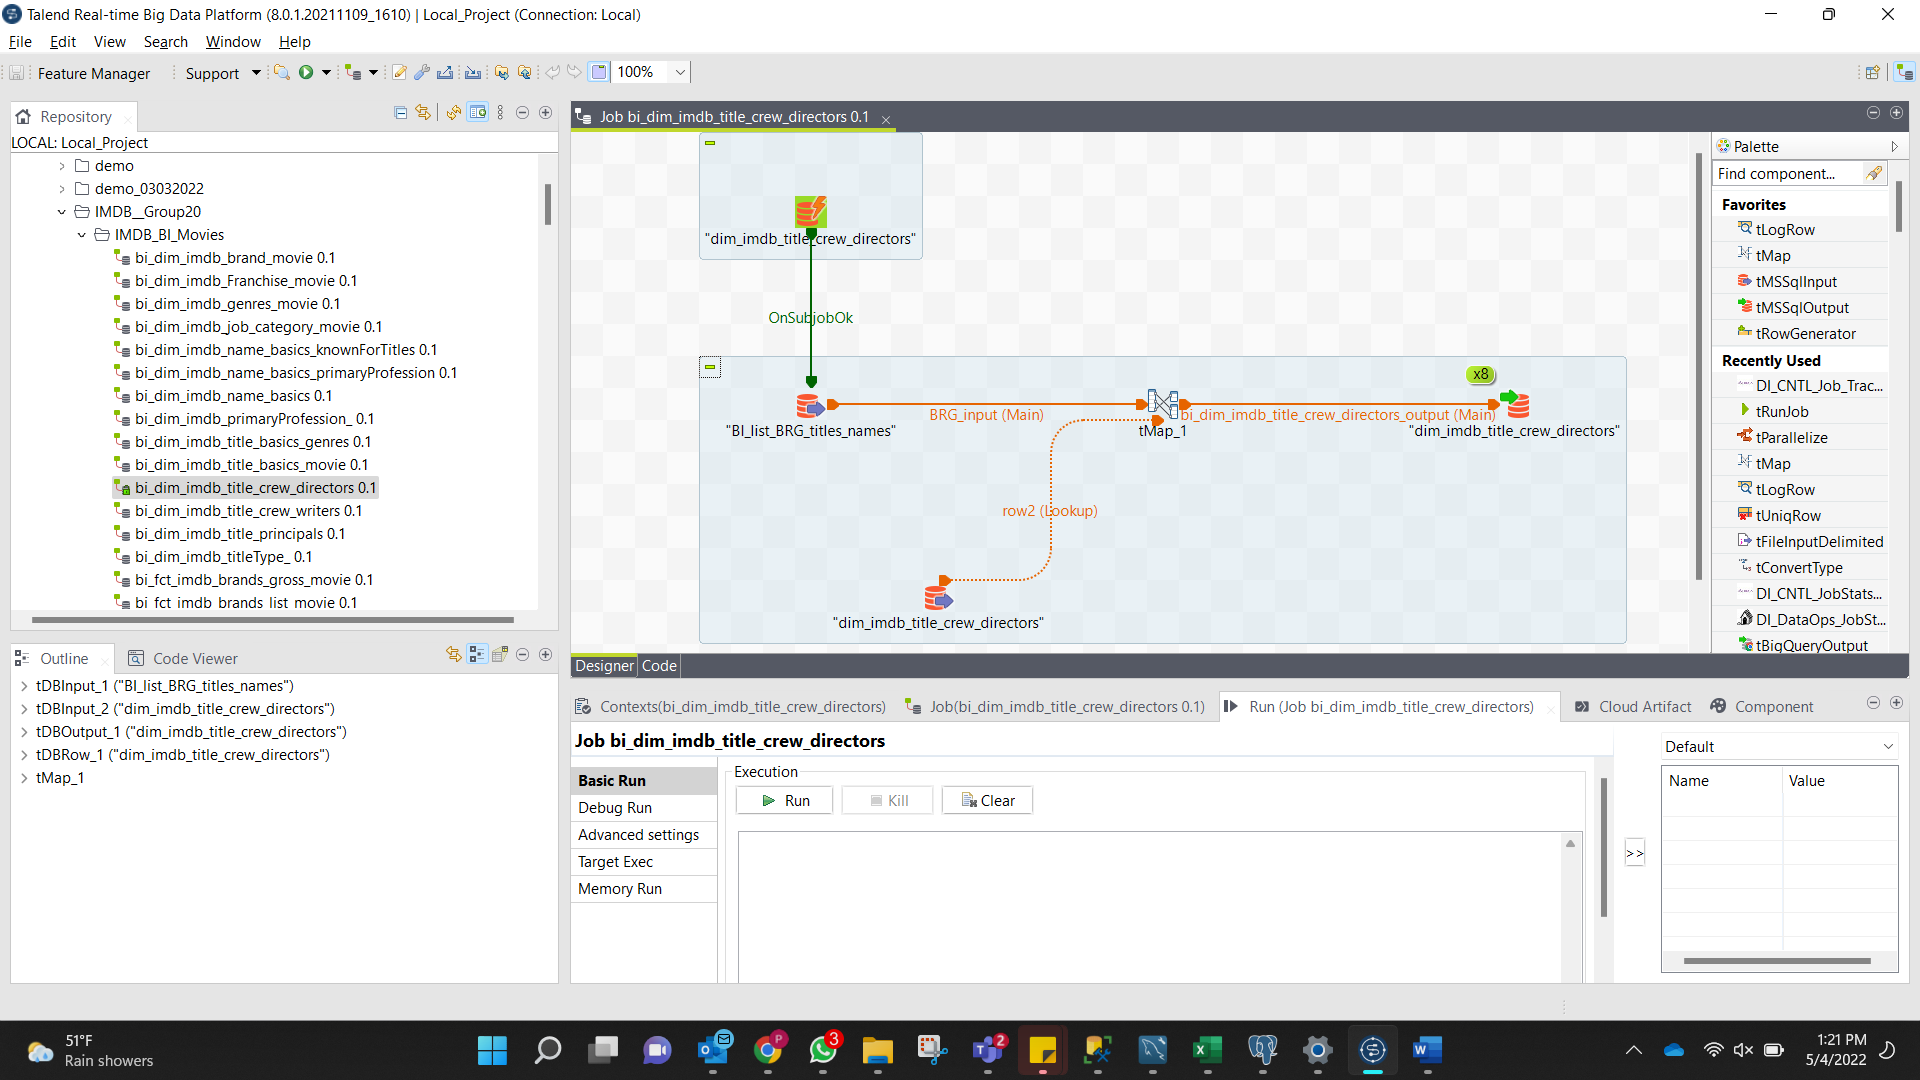 Talend Real-time Big Data Platform (8.0.1.20211109_1610) | Local_Project (Connection: Local)
File Edit View Search Window Help
Feature Manager Support 100%
Repository
LOCAL: Local_Project
demo
demo_03032022
IMDB__Group20
IMDB_BI_Movies
bi_dim_imdb_brand_movie 0.1
bi_dim_imdb_Franchise_movie 0.1
bi_dim_imdb_genres_movie 0.1
bi_dim_imdb_job_category_movie 0.1
bi_dim_imdb_name_basics_knownForTitles 0.1
bi_dim_imdb_name_basics_primaryProfession 0.1
bi_dim_imdb_name_basics 0.1
bi_dim_imdb_primaryProfession_ 0.1
bi_dim_imdb_title_basics_genres 0.1
bi_dim_imdb_title_basics_movie 0.1
bi_dim_imdb_title_crew_directors 0.1
bi_dim_imdb_title_crew_writers 0.1
bi_dim_imdb_title_principals 0.1
bi_dim_imdb_titleType_ 0.1
bi_fct_imdb_brands_gross_movie 0.1
bi_fct_imdb_brands_list_movie 0.1
Outline Code Viewer
tDBInput_1 ("BI_list_BRG_titles_names")
tDBInput_2 ("dim_imdb_title_crew_directors")
tDBOutput_1 ("dim_imdb_title_crew_directors")
tDBRow_1 ("dim_imdb_title_crew_directors")
tMap_1
Job bi_dim_imdb_title_crew_directors 0.1
"dim_imdb_title_crew_directors"
OnSubjobOk
x8
BRG_input (Main)
bi_dim_imdb_title_crew_directors_output (Main)
"BI_list_BRG_titles_names"
tMap_1
"dim_imdb_title_crew_directors"
row2 (Lookup)
"dim_imdb_title_crew_directors"
Designer Code
Palette
Find component...
Favorites
tLogRow
tMap
tMSSqlInput
tMSSqlOutput
tRowGenerator
Recently Used
DI_CNTL_Job_Trac...
tRunJob
tParallelize
tMap
tLogRow
tUniqRow
tFileInputDelimited
tConvertType
DI_CNTL_JobStats...
DI_DataOps_JobSt...
tBigQueryOutput
Contexts(bi_dim_imdb_title_crew_directors) Job(bi_dim_imdb_title_crew_directors 0.1) Run (Job bi_dim_imdb_title_crew_directors) Cloud Artifact Component
Job bi_dim_imdb_title_crew_directors
Basic Run
Debug Run
Advanced settings
Target Exec
Memory Run
Execution
Run Kill Clear
>>
Default
Name Value
51°F
Rain showers
3
2
1:21 PM
5/4/2022